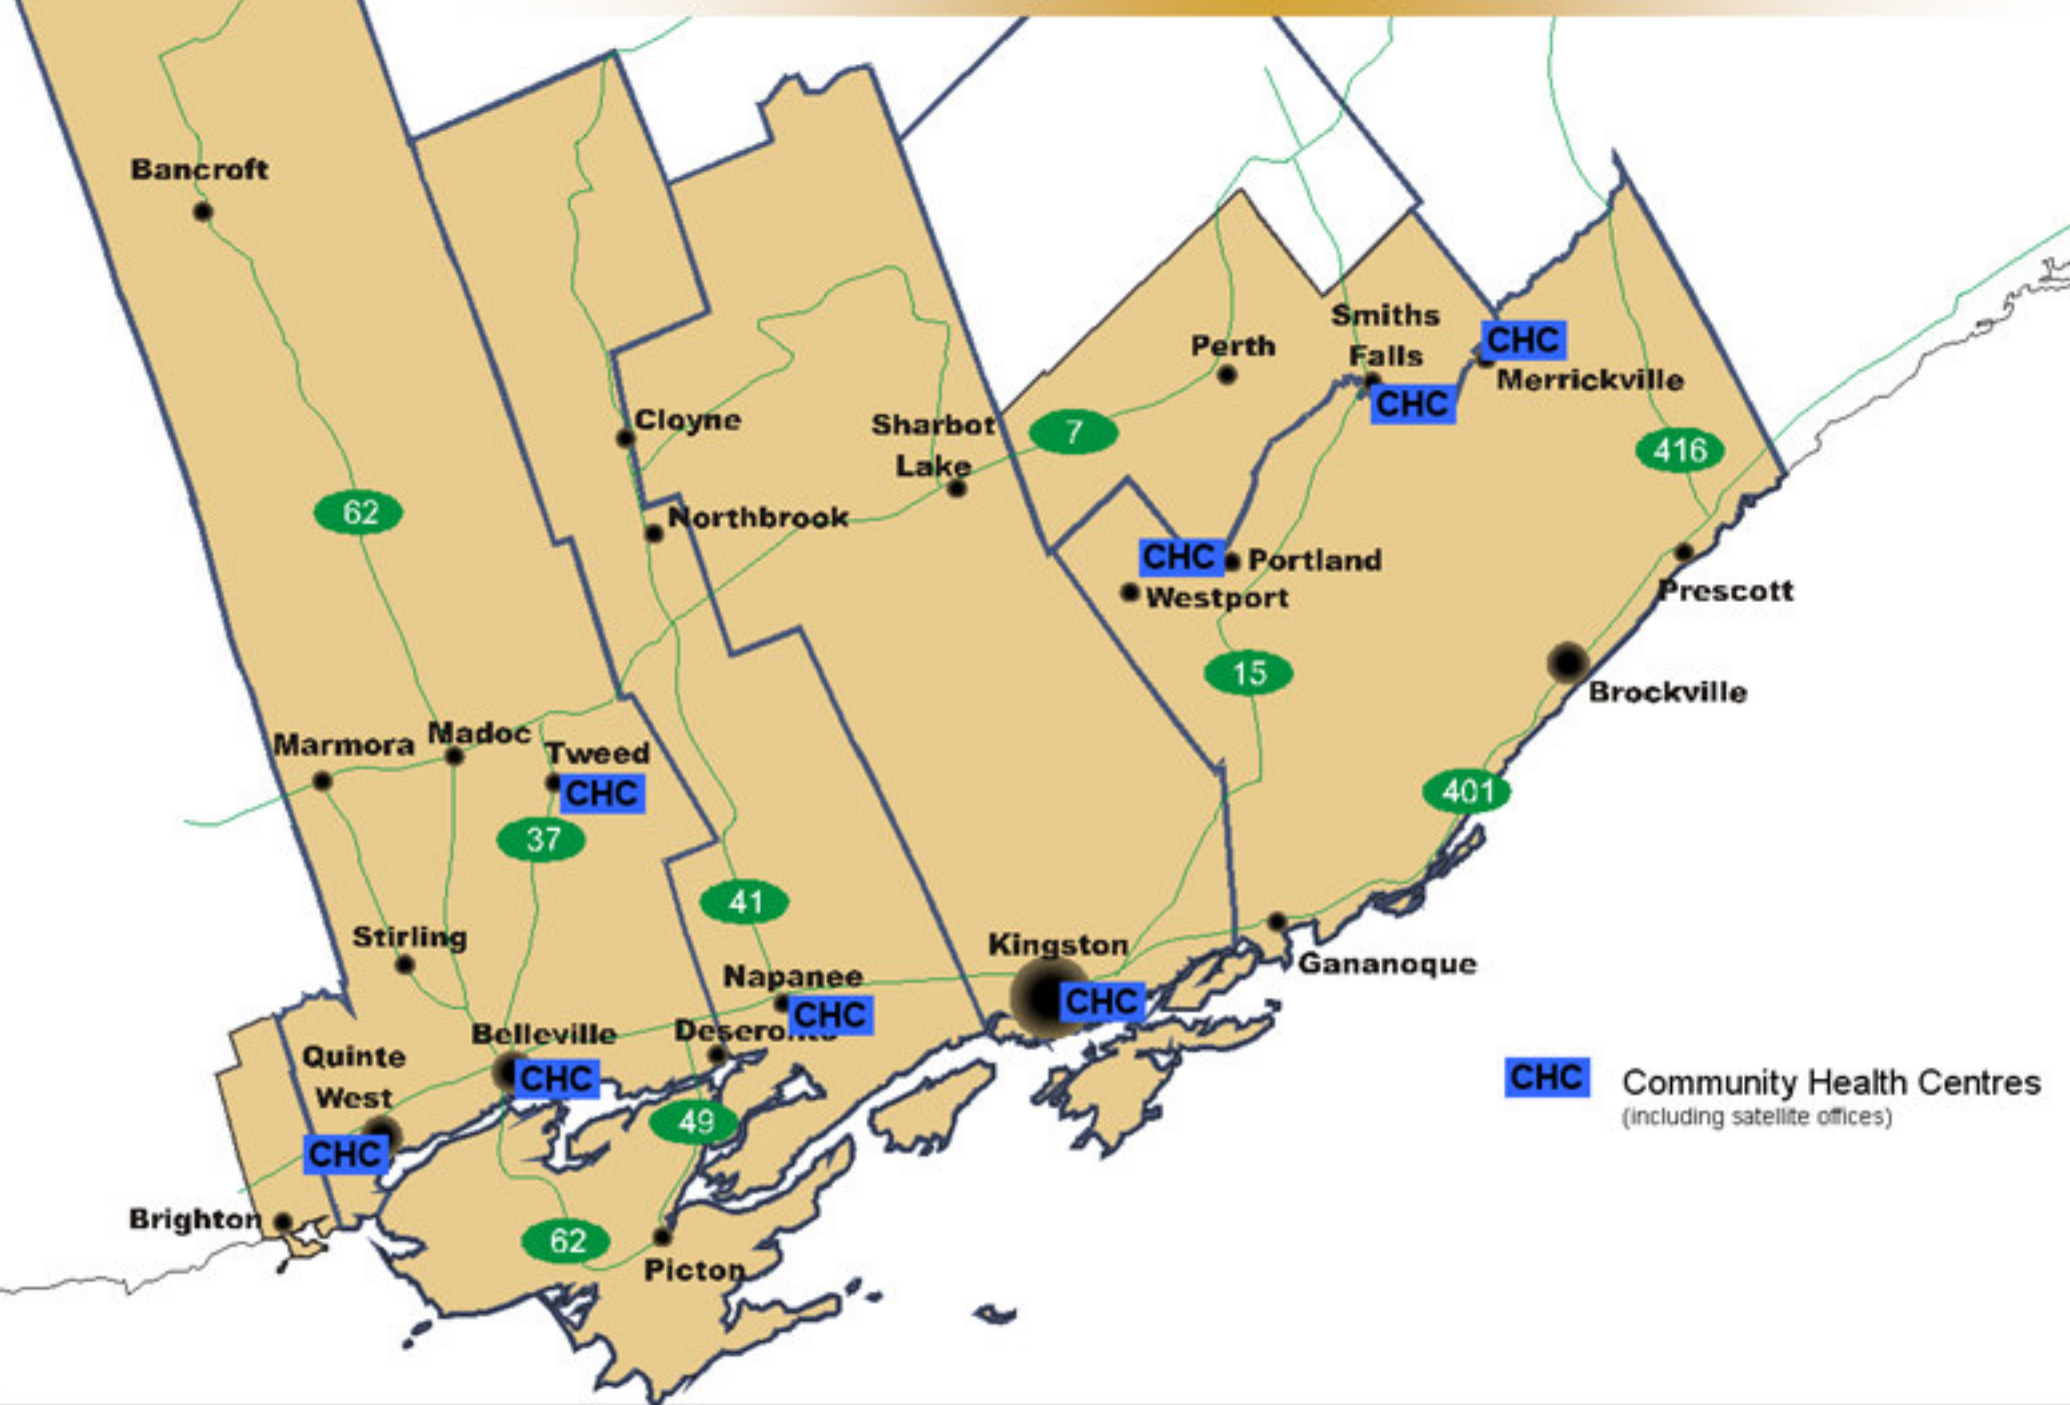 Bancroft
Smiths
Falls
CHC
Perth
Merrickville
CHC
Cloyne
Sharbot
Lake
7
416
62
Northbrook
CHC
Portland
Westport
Prescott
15
Brockville
Marmora
Madoc
Tweed
CHC
401
37
41
Stirling
Kingston
CHC
Gananoque
Napanee
CHC
Belleville
CHC
Quinte
West
CHC
49
CHC
Community Health Centres
(including satellite offices)
Brighton
62
Picton